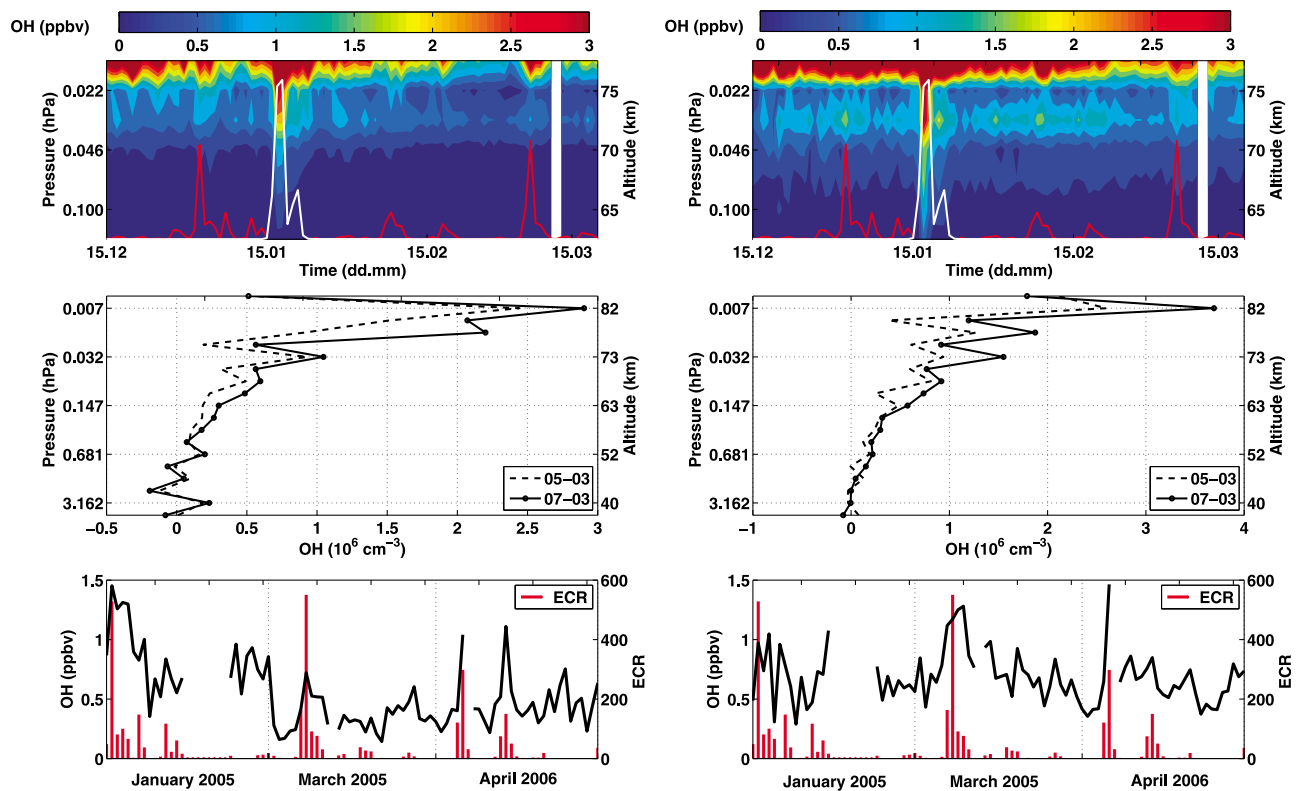 OH (ppbv)
0 0.5 1 1.5 2 2.5 3
Pressure (hPa)
0.022
0.046
0.100
75
70
65
Altitude (km)
15.12 15.01 15.02 15.03
Time (dd.mm)
OH (ppbv)
0 0.5 1 1.5 2 2.5 3
Pressure (hPa)
0.022
0.046
0.100
75
70
65
Altitude (km)
15.12 15.01 15.02 15.03
Time (dd.mm)
Pressure (hPa)
0.007
0.032
0.147
0.681
3.162
82
73
63
52
40
Altitude (km)
05−03
07−03
−0.5 0 0.5 1 1.5 2 2.5 3
OH (10⁶ cm⁻³)
Pressure (hPa)
0.007
0.032
0.147
0.681
3.162
82
73
63
52
40
Altitude (km)
05−03
07−03
−1 0 1 2 3 4
OH (10⁶ cm⁻³)
OH (ppbv)
1.5
1
0.5
0
600
400
200
0
ECR
ECR
January 2005 March 2005 April 2006
OH (ppbv)
1.5
1
0.5
0
600
400
200
0
ECR
ECR
January 2005 March 2005 April 2006